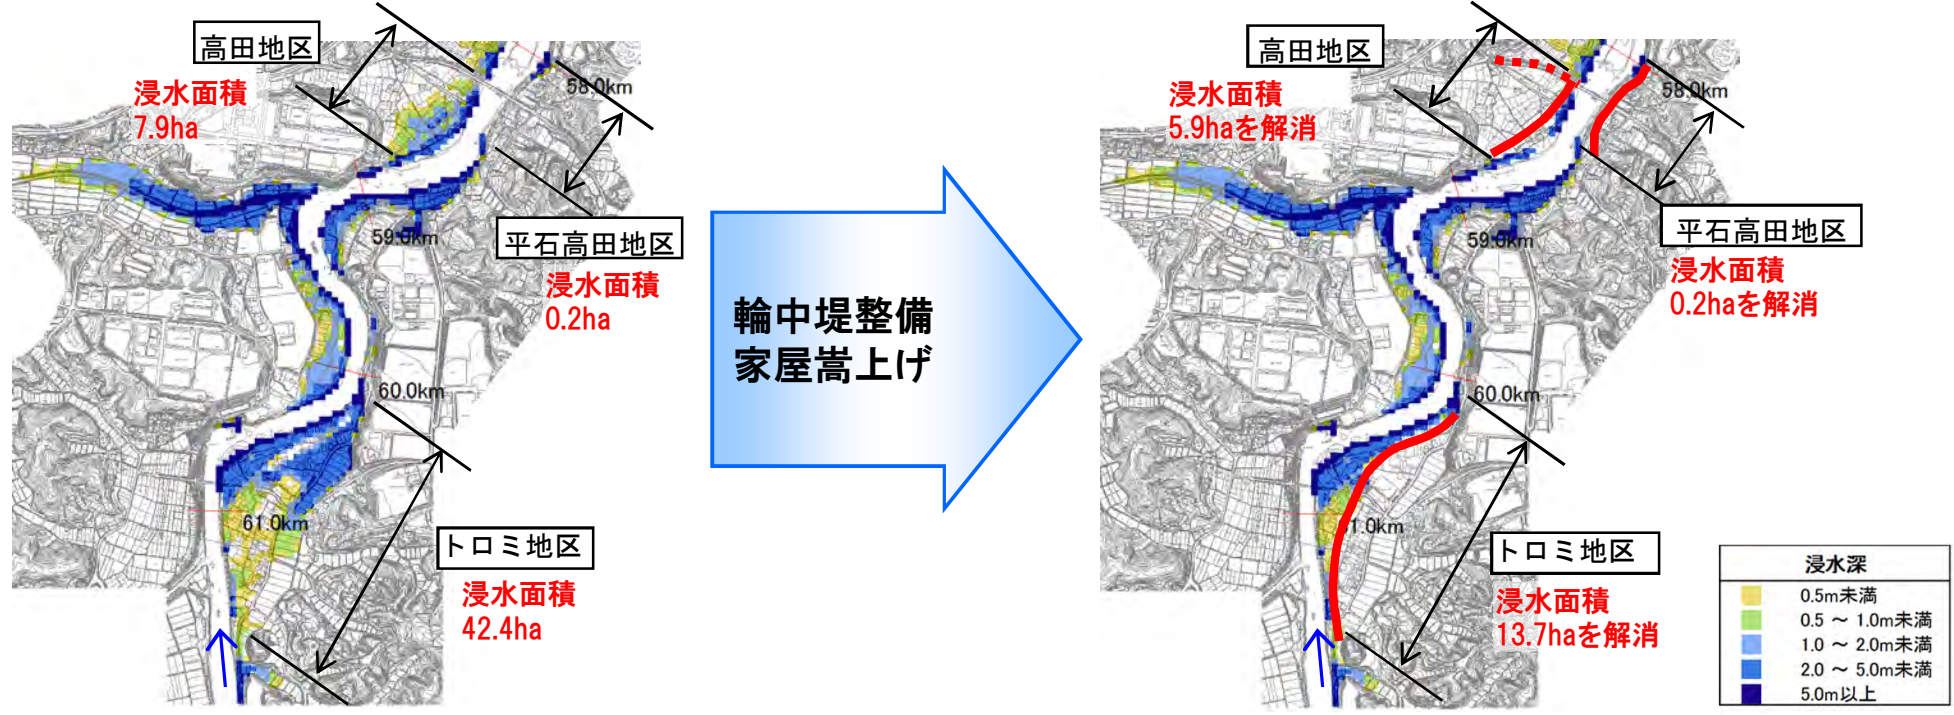 高田地区
浸水面積
7.9ha
58.0km
59.0km
平石高田地区
浸水面積
0.2ha
60.0km
61.0km
トロミ地区
浸水面積
42.4ha
輪中堤整備
家屋嵩上げ
高田地区
浸水面積
5.9haを解消
58.0km
59.0km
平石高田地区
浸水面積
0.2haを解消
60.0km
61.0km
トロミ地区
浸水面積
13.7haを解消
浸水深
0.5m未満
0.5 ～ 1.0m未満
1.0 ～ 2.0m未満
2.0 ～ 5.0m未満
5.0m以上